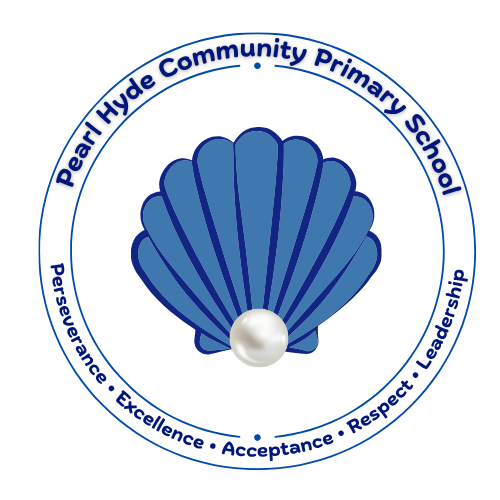 Pearl Hyde Community Primary School
Perseverance • Excellence • Acceptance • Respect • Leadership